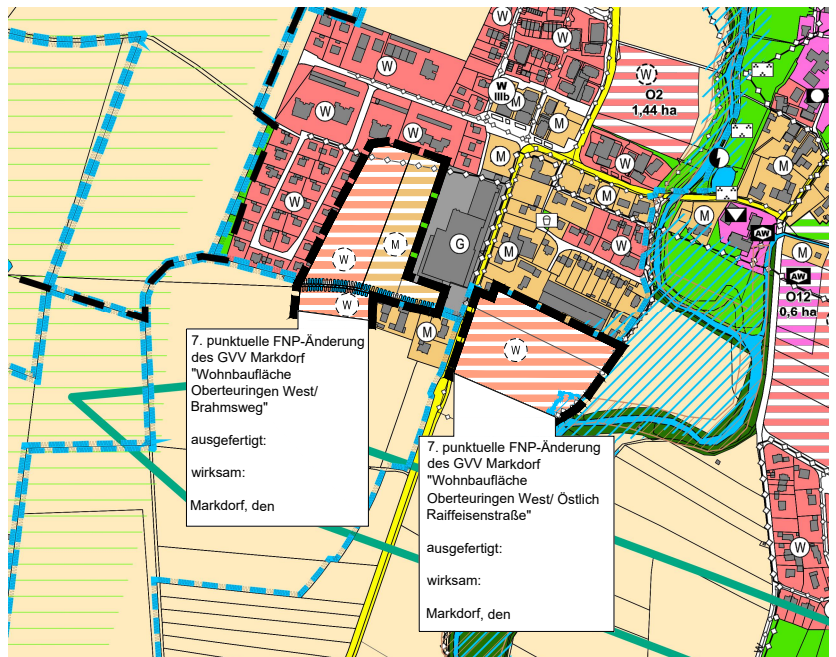 W
W
W
W
IIIb
M
M
W
O2
1,44 ha
W
W
W
M
W
M
M
W
M
M
G
M
W
M
AW
M
AW
O12
0,6 ha
W
W
M
W
W
7. punktuelle FNP-Änderung
des GVV Markdorf
"Wohnbaufläche
Oberteuringen West/
Brahmsweg"
ausgefertigt:
wirksam:
Markdorf, den
7. punktuelle FNP-Änderung
des GVV Markdorf
"Wohnbaufläche
Oberteuringen West/ Östlich
Raiffeisenstraße"
ausgefertigt:
wirksam:
Markdorf, den